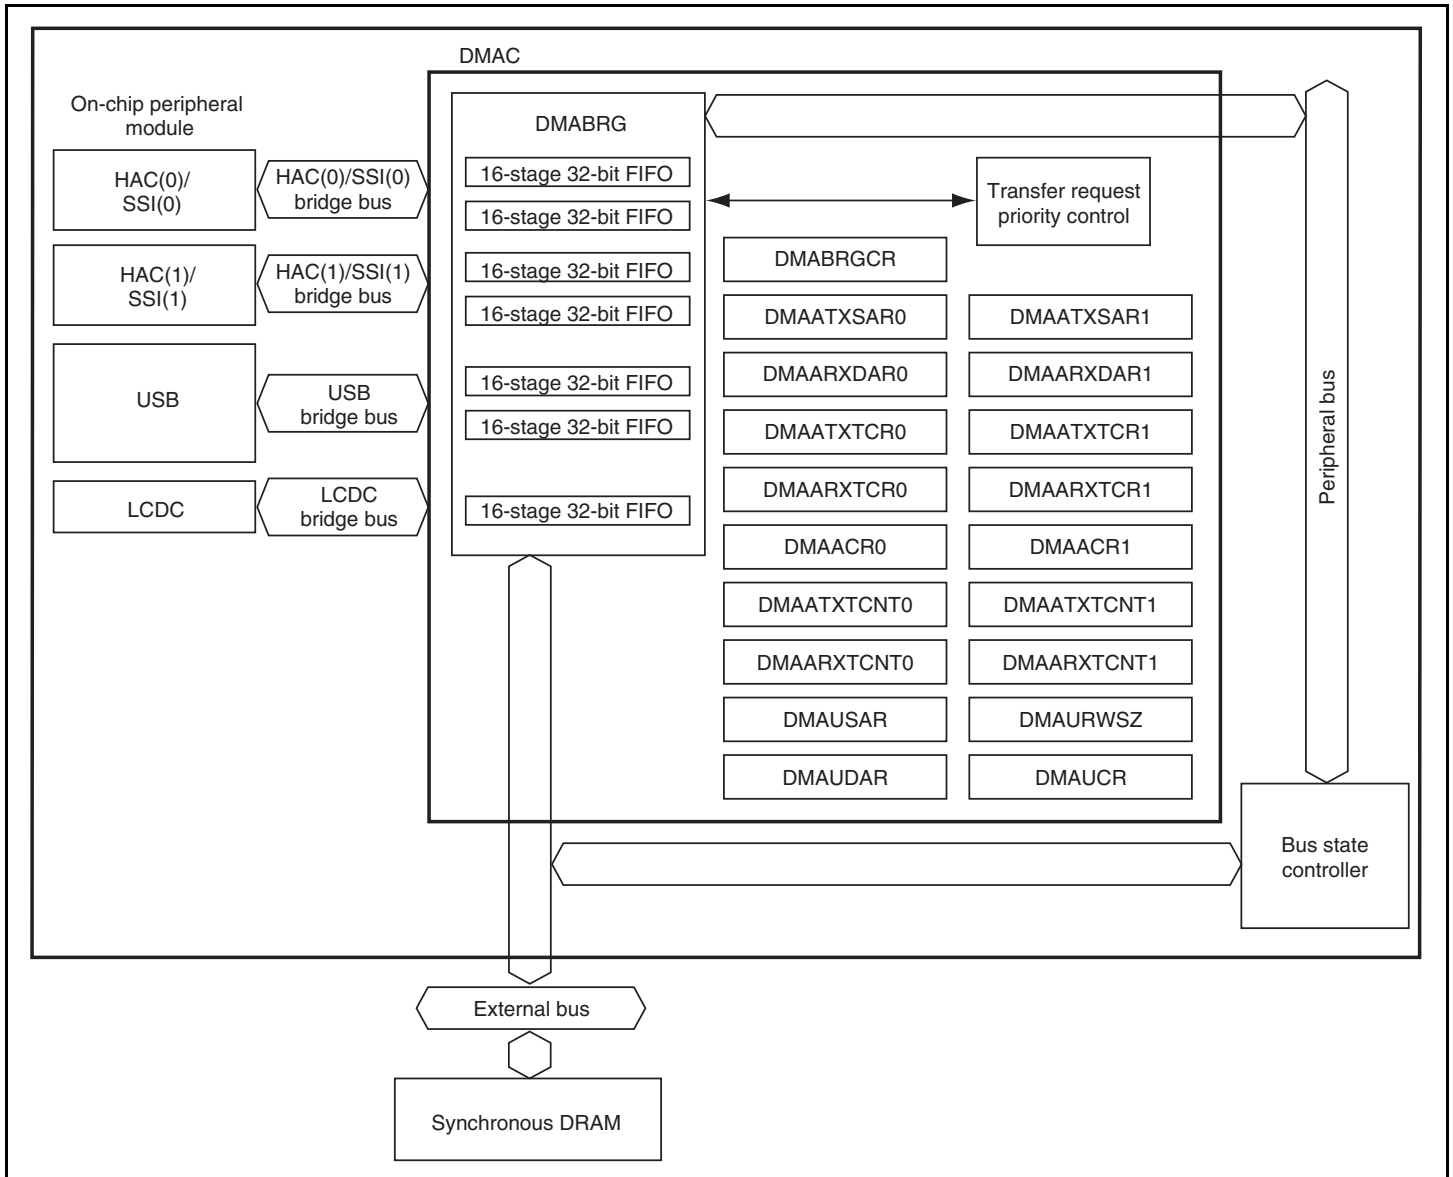 DMAC
On-chip peripheral
module
HAC(0)/
SSI(0)
HAC(0)/SSI(0)
bridge bus
HAC(1)/
SSI(1)
HAC(1)/SSI(1)
bridge bus
USB
USB
bridge bus
LCDC
LCDC
bridge bus
DMABRG
16-stage 32-bit FIFO
16-stage 32-bit FIFO
16-stage 32-bit FIFO
16-stage 32-bit FIFO
16-stage 32-bit FIFO
16-stage 32-bit FIFO
16-stage 32-bit FIFO
Transfer request
priority control
DMABRGCR
DMAATXSAR0
DMAATXSAR1
DMAARXDAR0
DMAARXDAR1
DMAATXTCR0
DMAATXTCR1
DMAARXTCR0
DMAARXTCR1
DMAACR0
DMAACR1
DMAATXTCNT0
DMAATXTCNT1
DMAARXTCNT0
DMAARXTCNT1
DMAUSAR
DMAURWSZ
DMAUDAR
DMAUCR
Peripheral bus
Bus state
controller
External bus
Synchronous DRAM